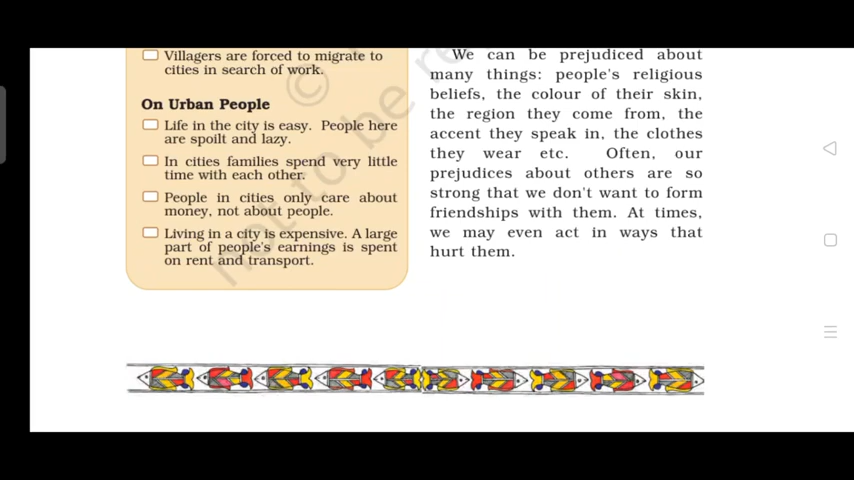 Villagers are forced to migrate to
cities in search of work.
On Urban People
Life in the city is easy. People here
are spoilt and lazy.
In cities families spend very little
time with each other.
People in cities only care about
money, not about people.
Living in a city is expensive. A large
part of people's earnings is spent
on rent and transport.
We can be prejudiced about
many things: people's religious
beliefs, the colour of their skin,
the region they come from, the
accent they speak in, the clothes
they wear etc. Often, our
prejudices about others are so
strong that we don't want to form
friendships with them. At times,
we may even act in ways that
hurt them.
© 
not to be re